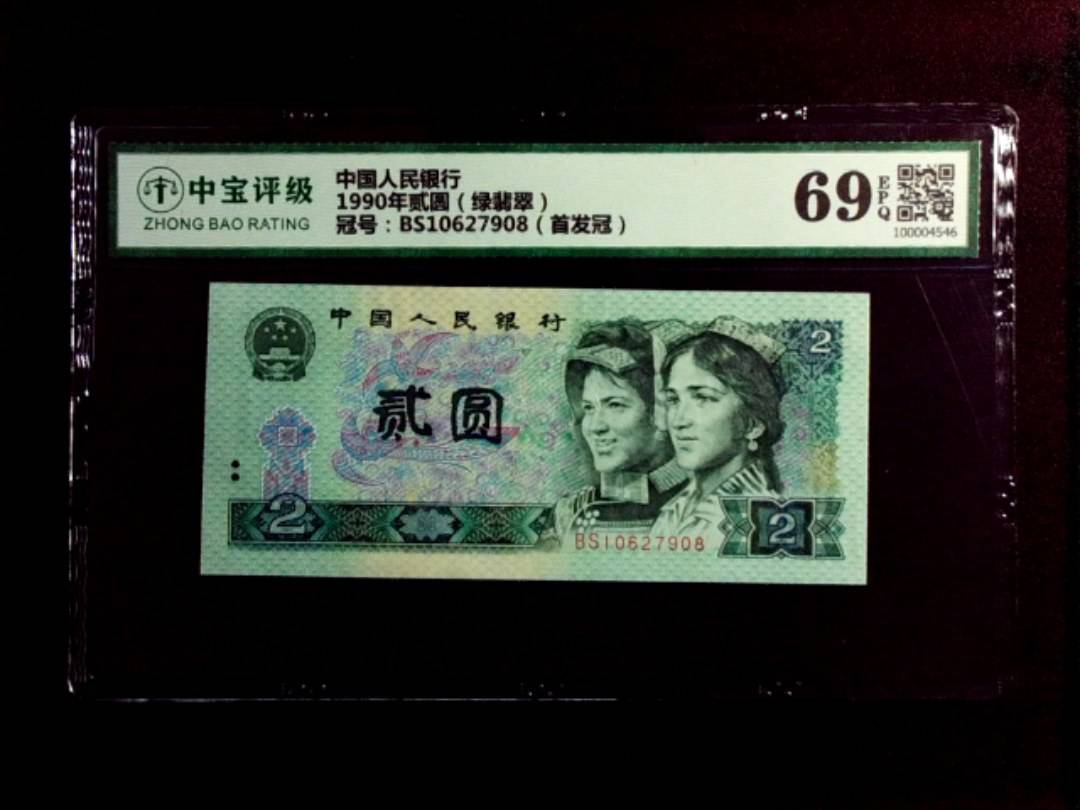 中宝评级
ZHONG BAO RATING
中国人民银行
1990年贰圆（绿翡翠）
冠号：BS10627908（首发冠）
69
EPQ
100004546
中国人民银行
2
贰圆
2
BS10627908
2